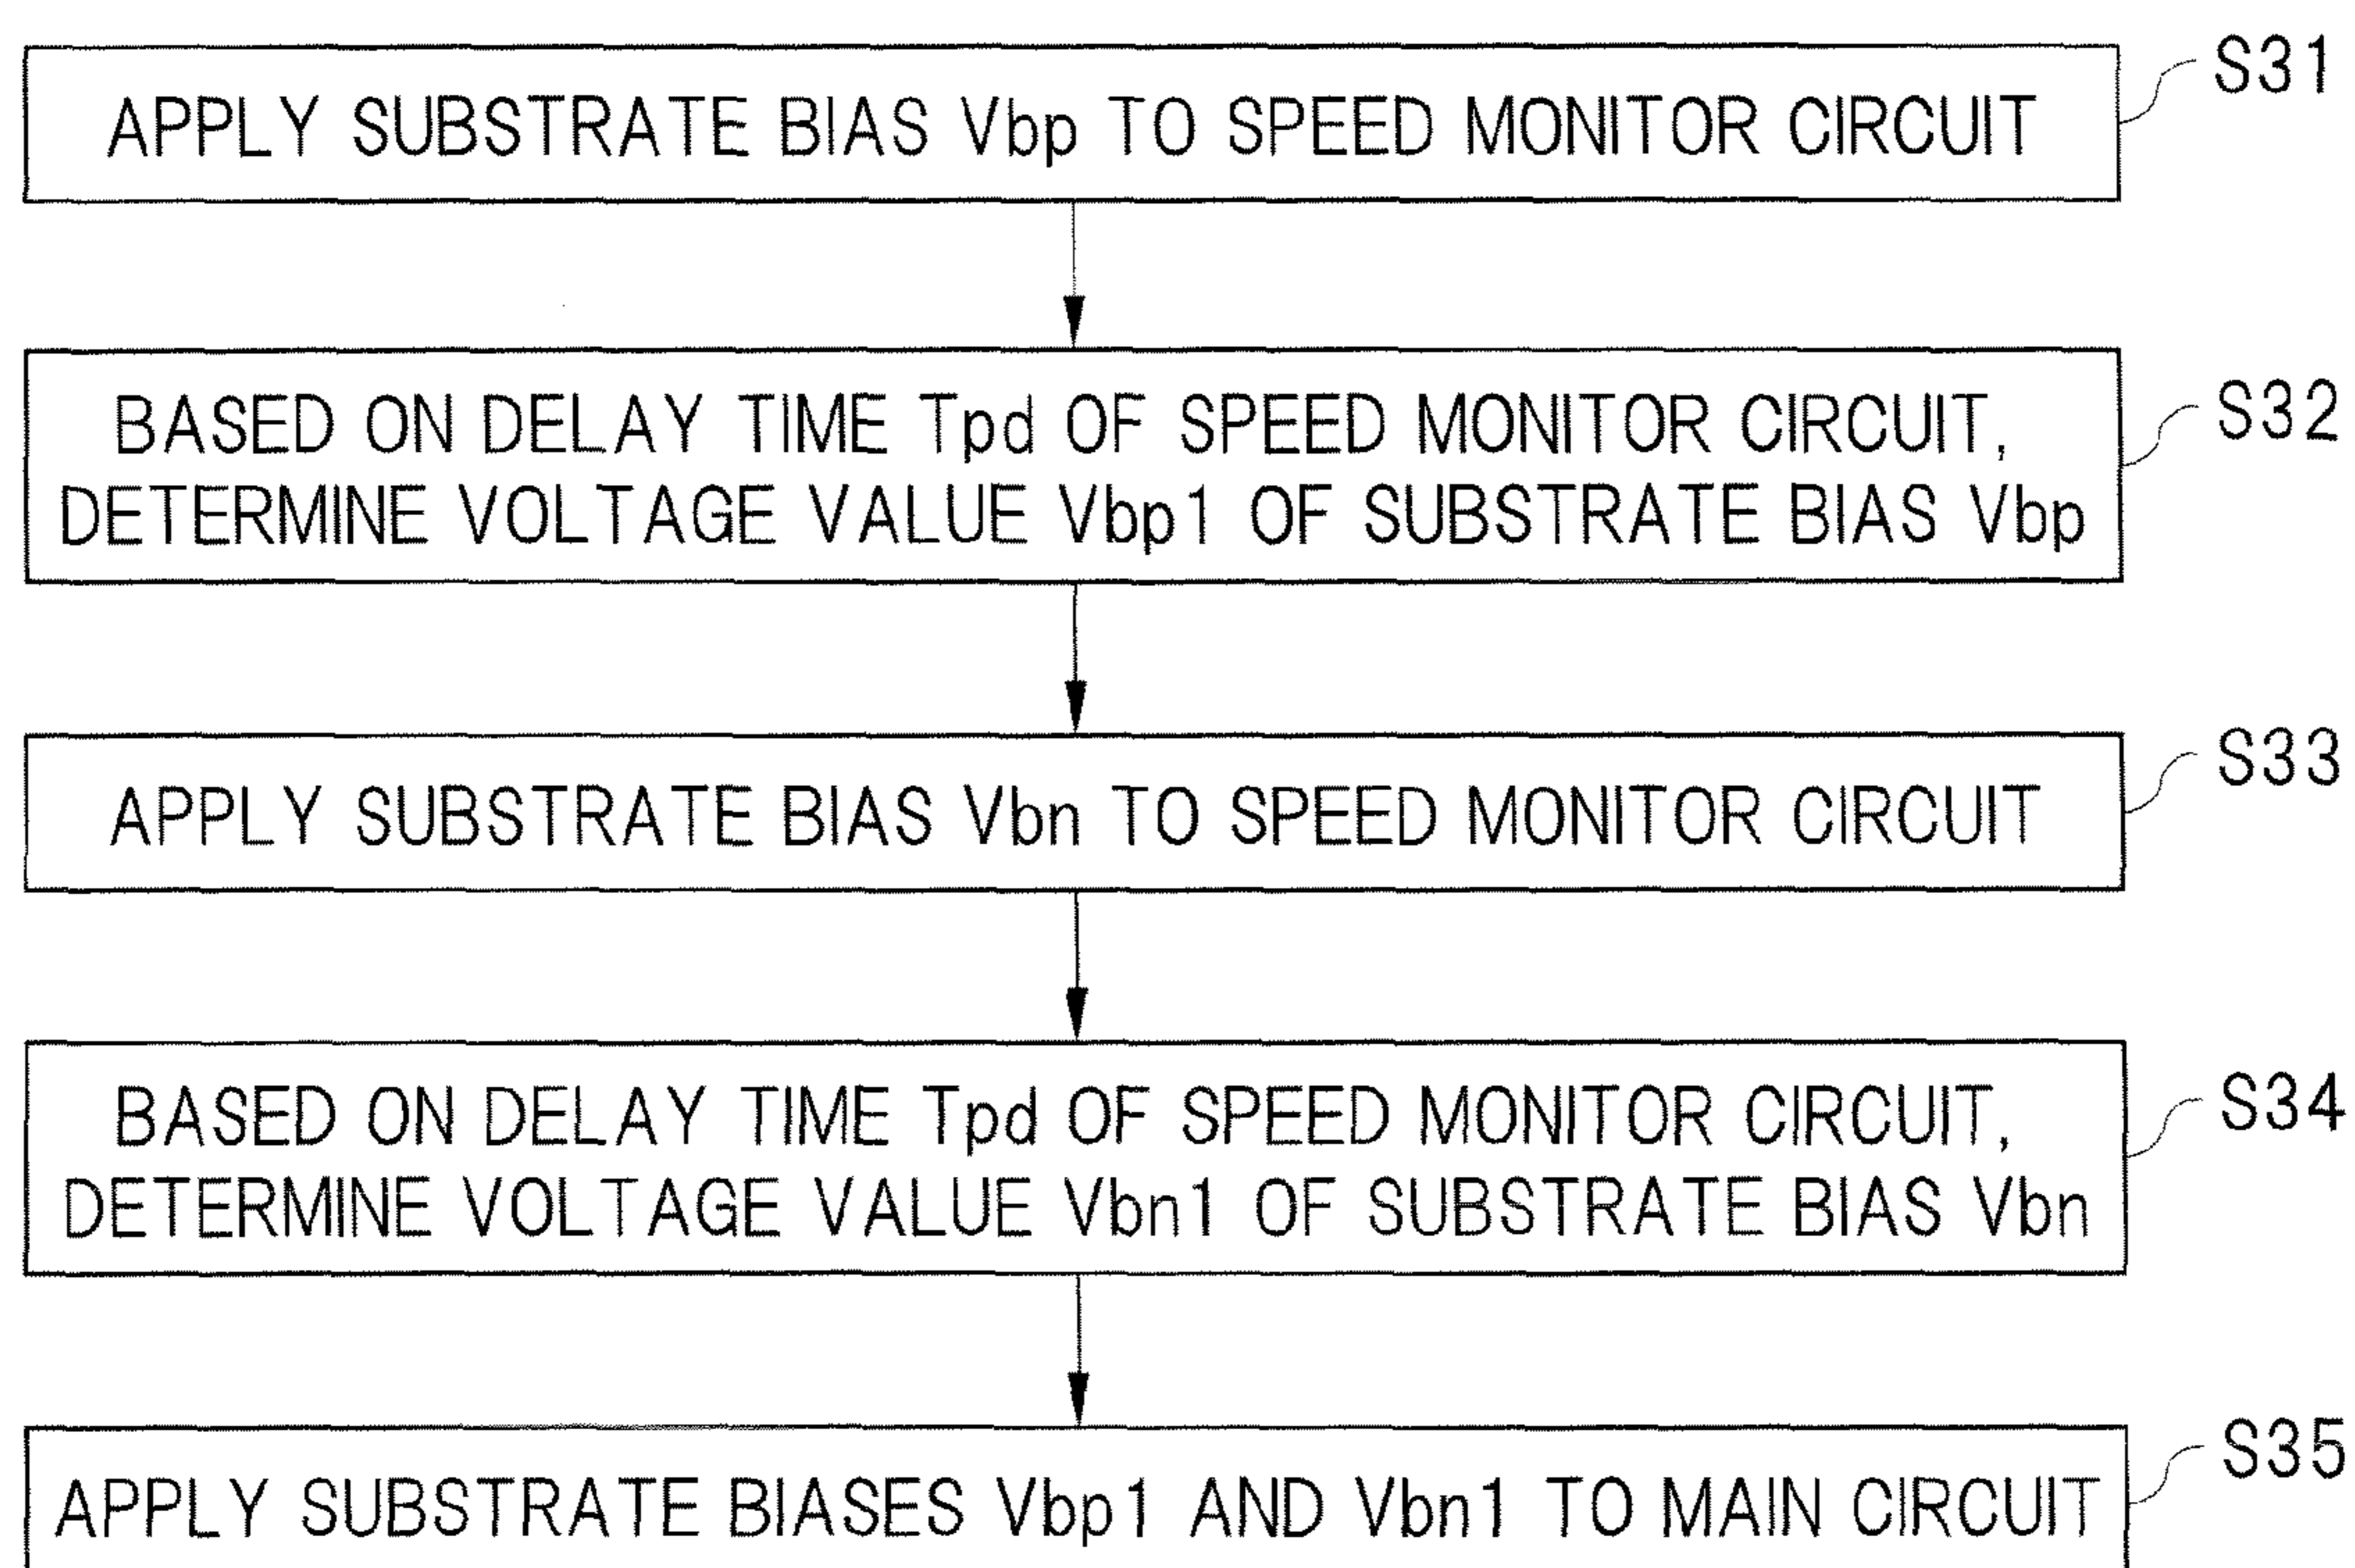 APPLY SUBSTRATE BIAS Vbp TO SPEED MONITOR CIRCUIT
S31
BASED ON DELAY TIME Tpd OF SPEED MONITOR CIRCUIT,
DETERMINE VOLTAGE VALUE Vbp1 OF SUBSTRATE BIAS Vbp
S32
APPLY SUBSTRATE BIAS Vbn TO SPEED MONITOR CIRCUIT
S33
BASED ON DELAY TIME Tpd OF SPEED MONITOR CIRCUIT,
DETERMINE VOLTAGE VALUE Vbn1 OF SUBSTRATE BIAS Vbn
S34
APPLY SUBSTRATE BIASES Vbp1 AND Vbn1 TO MAIN CIRCUIT
S35